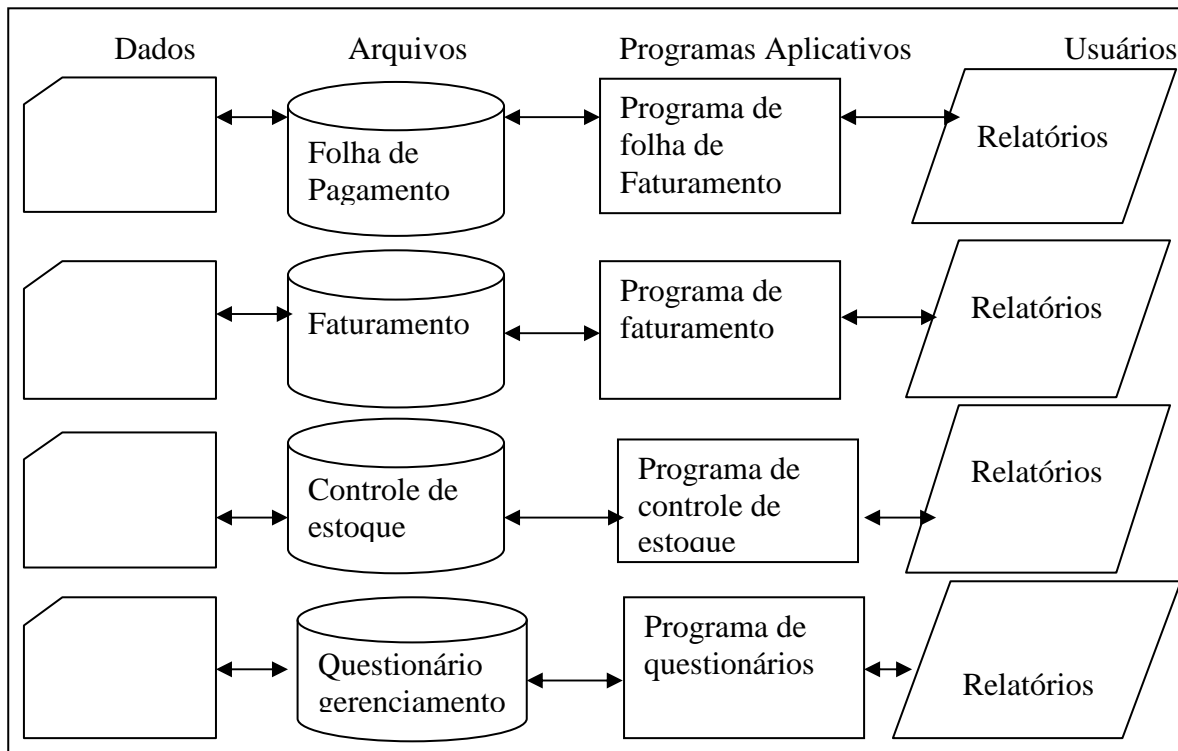 Dados Arquivos Programas Aplicativos Usuários
Folha de
Pagamento
Programa de
folha de
Faturamento
Relatórios
Faturamento
Programa de
faturamento
Relatórios
Controle de
estoque
Programa de
controle de
estoque
Relatórios
Questionário
gerenciamento
Programa de
questionários
Relatórios